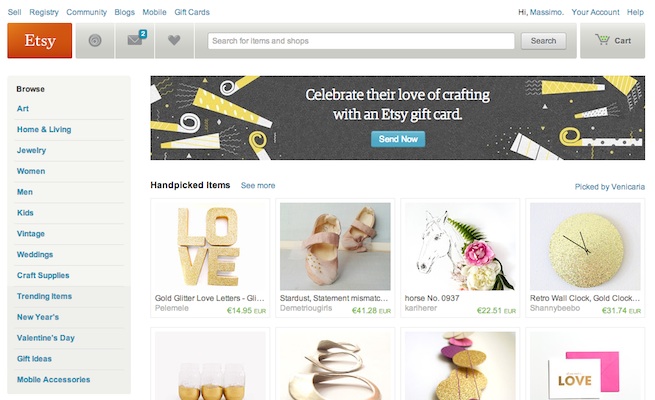 Sell Registry Community Blogs Mobile Gift Cards
Hi, Massimo. Your Account Help
Etsy
2
Search for items and shops
Search
Cart
Browse
Art
Home & Living
Jewelry
Women
Men
Kids
Vintage
Weddings
Craft Supplies
Trending Items
New Year's
Valentine's Day
Gift Ideas
Mobile Accessories
Celebrate their love of crafting
with an Etsy gift card.
Send Now
Handpicked Items See more
Picked by Venicaria
LO
VE
Gold Glitter Love Letters - Gli...
Pelemele
€14.95 EUR
Stardust, Statement mismatc...
Demetriougirls
€41.28 EUR
horse No. 0937
kariherer
€22.51 EUR
Retro Wall Clock, Gold Clock...
Shannybeebo
€31.74 EUR
LOVE